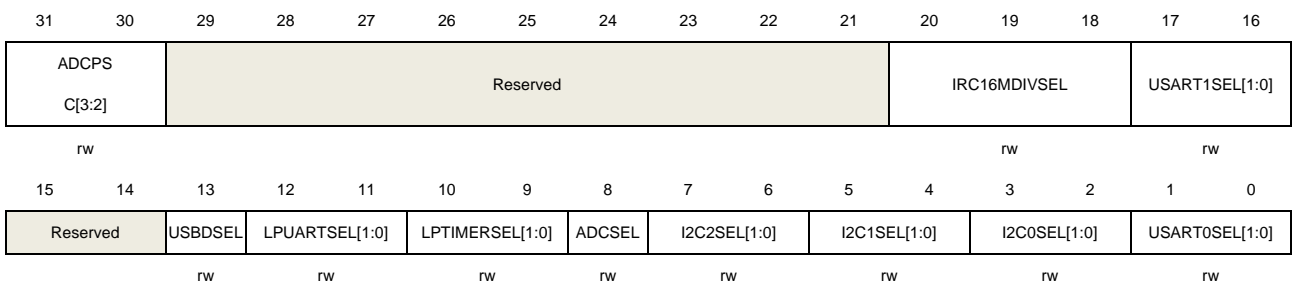 31 30 29 28 27 26 25 24 23 22 21 20 19 18 17 16
ADCPS
C[3:2]
Reserved
IRC16MDIVSEL
USART1SEL[1:0]
rw rw rw
15 14 13 12 11 10 9 8 7 6 5 4 3 2 1 0
Reserved USBDSEL LPUARTSEL[1:0] LPTIMERSEL[1:0] ADCSEL I2C2SEL[1:0] I2C1SEL[1:0] I2C0SEL[1:0] USART0SEL[1:0]
rw rw rw rw rw rw rw rw